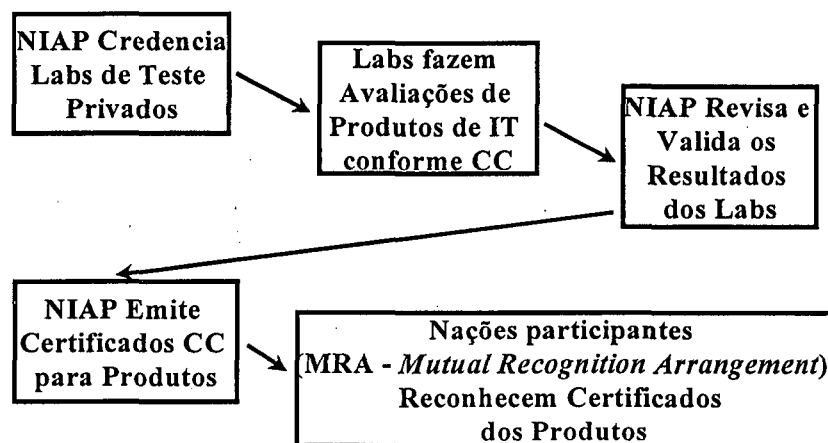 NIAP Credencia
Labs de Teste
Privados
Labs fazem
Avaliações de
Produtos de IT
conforme CC
NIAP Revisa e
Valida os
Resultados
dos Labs
NIAP Emite
Certificados CC
para Produtos
Nações participantes
(MRA - Mutual Recognition Arrangement)
Reconhecem Certificados
dos Produtos